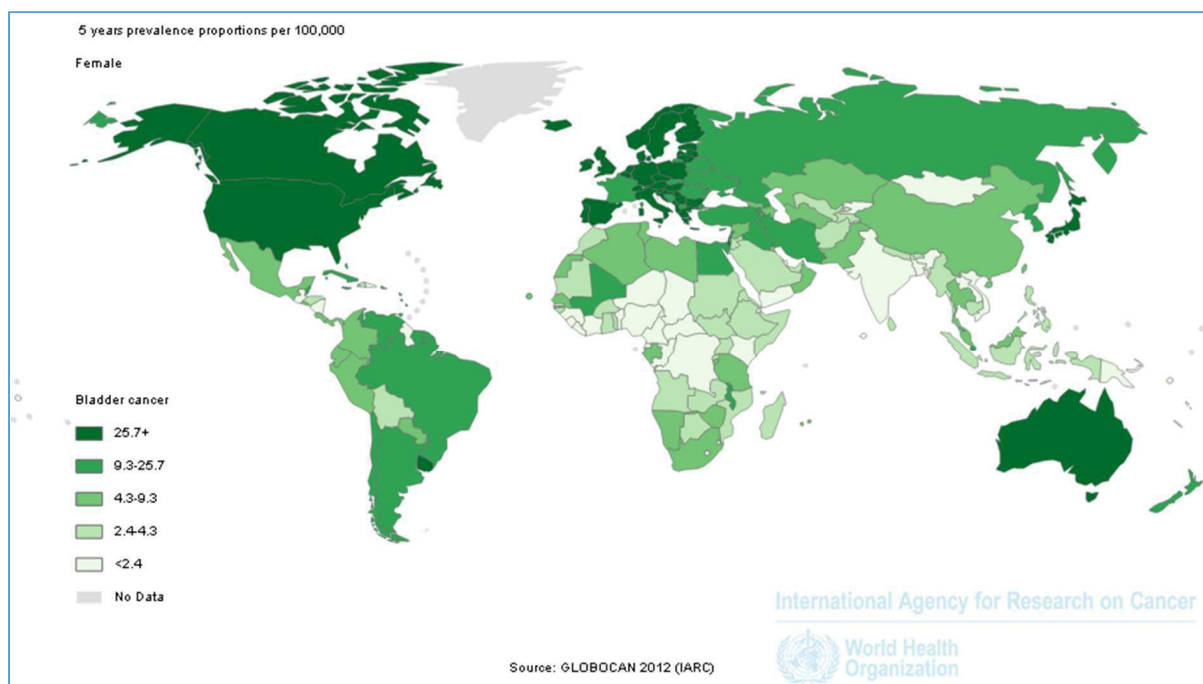 5 years prevalence proportions per 100,000
Female
Bladder cancer
25.7+
9.3-25.7
4.3-9.3
2.4-4.3
<2.4
No Data
International Agency for Research on Cancer
World Health
Organization
Source: GLOBOCAN 2012 (IARC)